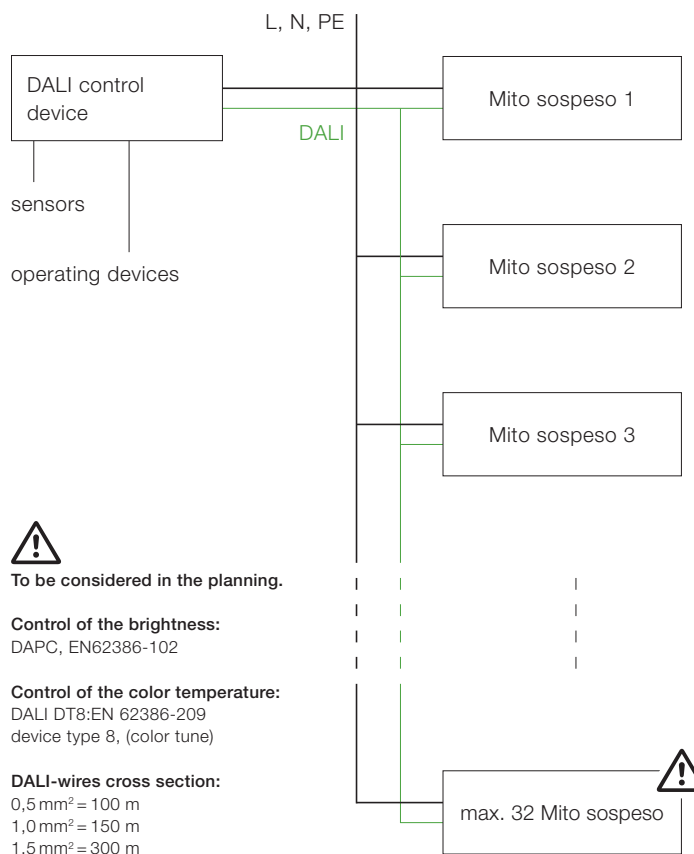 L, N, PE
DALI control
device
Mito sospeso 1
DALI
sensors
Mito sospeso 2
operating devices
Mito sospeso 3
To be considered in the planning.
Control of the brightness:
DAPC, EN62386-102
Control of the color temperature:
DALI DT8:EN 62386-209
device type 8, (color tune)
DALI-wires cross section:
0,5 mm² = 100 m
1,0 mm² = 150 m
1,5 mm² = 300 m
max. 32 Mito sospeso